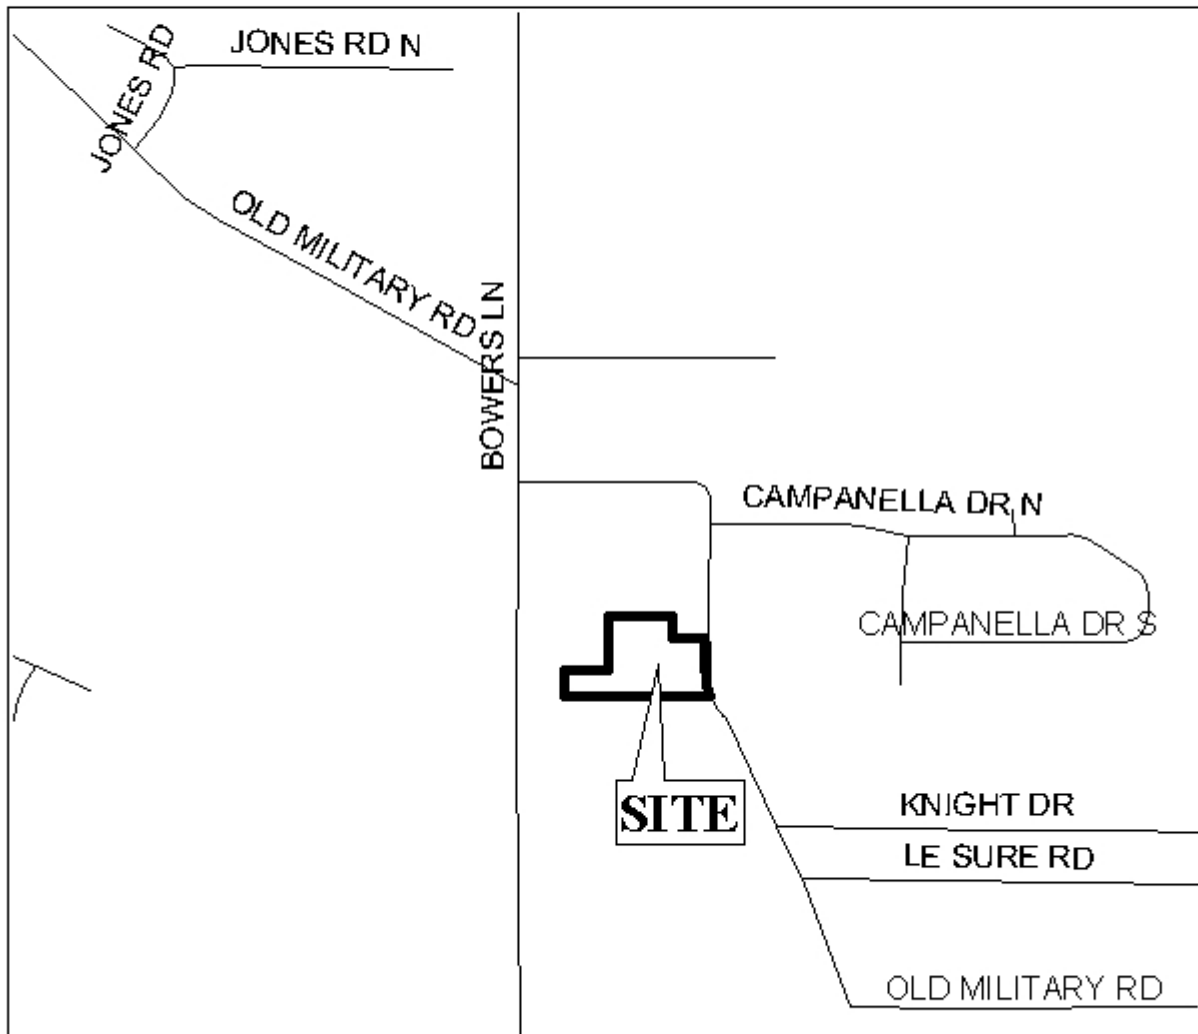 JONES RD N
JONES RD
OLD MILITARY RD
BOWERS LN
CAMPANELLA DR N
CAMPANELLA DR S
SITE
KNIGHT DR
LE SURE RD
OLD MILITARY RD